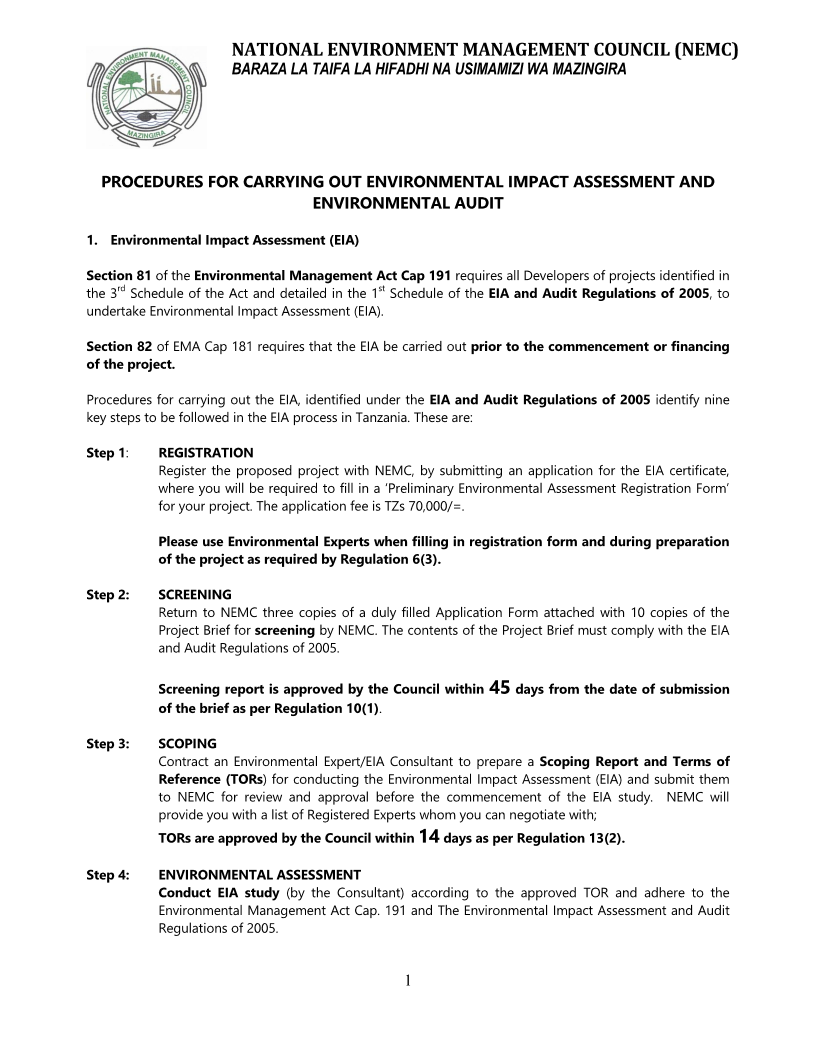 NATIONAL ENVIRONMENT MANAGEMENT COUNCIL (NEMC)
BARAZA LA TAIFA LA HIFADHI NA USIMAMIZI WA MAZINGIRA
NATIONAL ENVIRONMENT MANAGEMENT COUNCIL
MAZINGIRA
PROCEDURES FOR CARRYING OUT ENVIRONMENTAL IMPACT ASSESSMENT AND
ENVIRONMENTAL AUDIT
1. Environmental Impact Assessment (EIA)
Section 81 of the Environmental Management Act Cap 191 requires all Developers of projects identified in
the 3rd Schedule of the Act and detailed in the 1st Schedule of the EIA and Audit Regulations of 2005, to
undertake Environmental Impact Assessment (EIA).
Section 82 of EMA Cap 181 requires that the EIA be carried out prior to the commencement or financing
of the project.
Procedures for carrying out the EIA, identified under the EIA and Audit Regulations of 2005 identify nine
key steps to be followed in the EIA process in Tanzania. These are:
Step 1: REGISTRATION
Register the proposed project with NEMC, by submitting an application for the EIA certificate,
where you will be required to fill in a ‘Preliminary Environmental Assessment Registration Form’
for your project. The application fee is TZs 70,000/=.
Please use Environmental Experts when filling in registration form and during preparation
of the project as required by Regulation 6(3).
Step 2: SCREENING
Return to NEMC three copies of a duly filled Application Form attached with 10 copies of the
Project Brief for screening by NEMC. The contents of the Project Brief must comply with the EIA
and Audit Regulations of 2005.
Screening report is approved by the Council within 45 days from the date of submission
of the brief as per Regulation 10(1).
Step 3: SCOPING
Contract an Environmental Expert/EIA Consultant to prepare a Scoping Report and Terms of
Reference (TORs) for conducting the Environmental Impact Assessment (EIA) and submit them
to NEMC for review and approval before the commencement of the EIA study. NEMC will
provide you with a list of Registered Experts whom you can negotiate with;
TORs are approved by the Council within 14 days as per Regulation 13(2).
Step 4: ENVIRONMENTAL ASSESSMENT
Conduct EIA study (by the Consultant) according to the approved TOR and adhere to the
Environmental Management Act Cap. 191 and The Environmental Impact Assessment and Audit
Regulations of 2005.
1